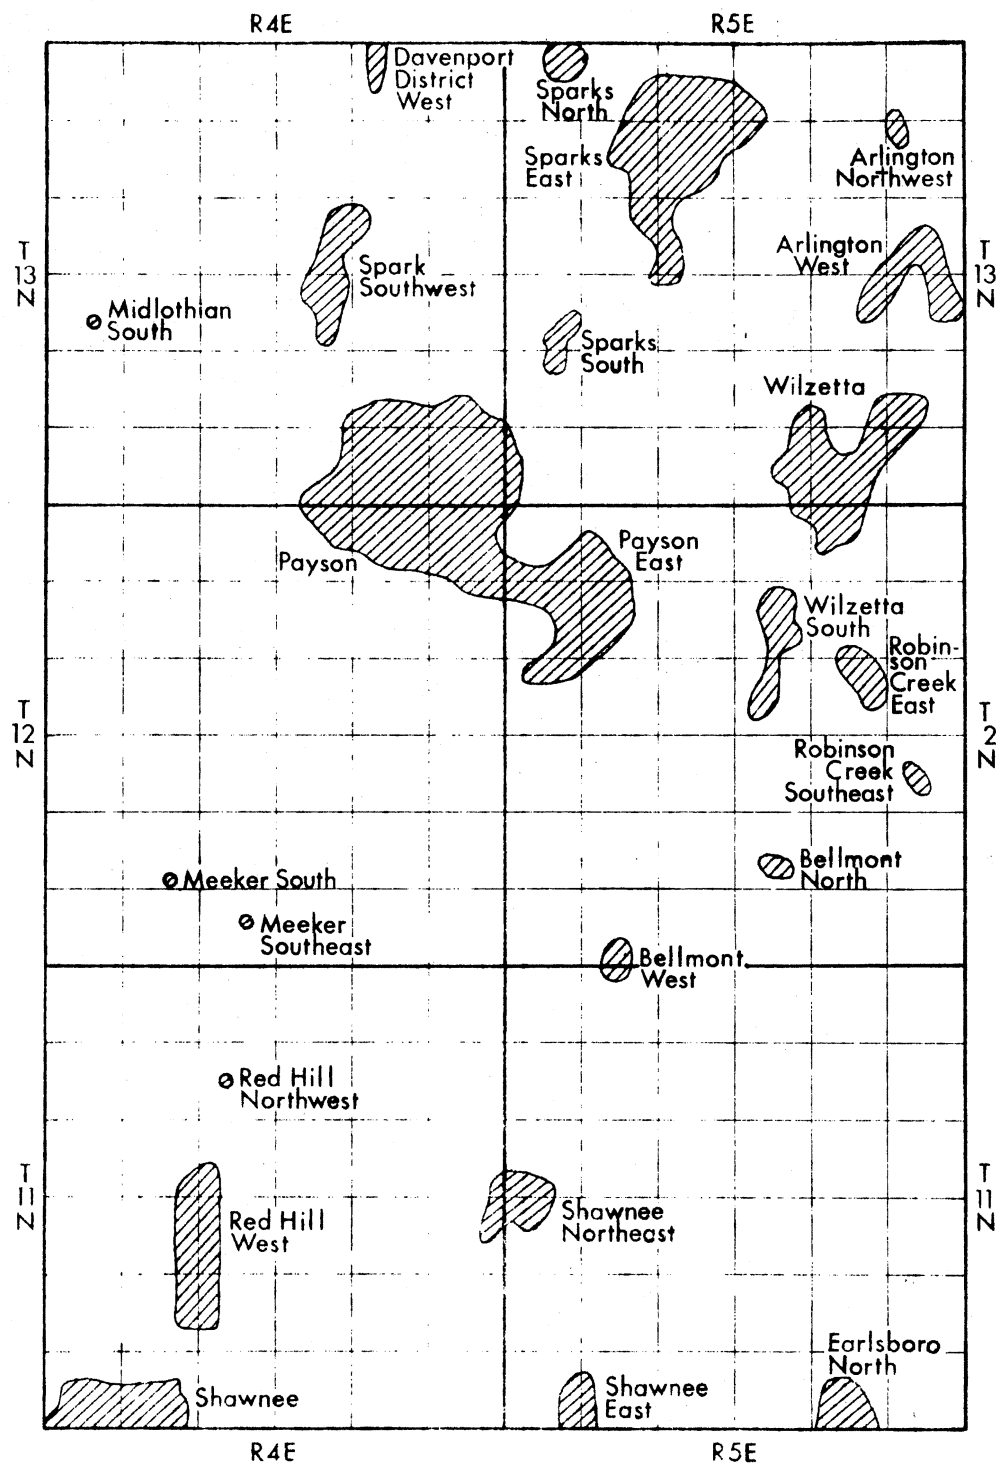 R4E
R5E
Davenport
District
West
Sparks
North
Sparks
East
Arlington
Northwest
T
13
N
Spark
Southwest
Arlington
West
T
13
N
Midlothian
South
Sparks
South
Wilzetta
Payson
Payson
East
Wilzetta
South
Robin-
son
Creek
East
T
12
N
T
2
N
Robinson
Creek
Southeast
Meeker South
Bellmont
North
Meeker
Southeast
Bellmont
West
Red Hill
Northwest
T
11
N
T
11
N
Red Hill
West
Shawnee
Northeast
Earlsboro
North
Shawnee
Shawnee
East
R4E
R5E